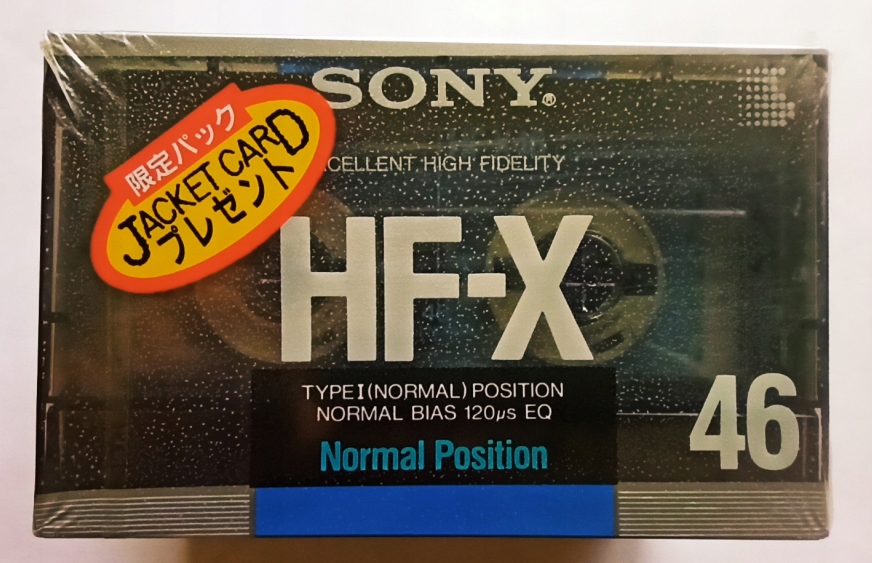 SONY®
限定パック
JACKET CARD
プレゼント
CELLENT HIGH FIDELITY
HF-X
TYPE I (NORMAL) POSITION
NORMAL BIAS 120µs EQ
46
Normal Position